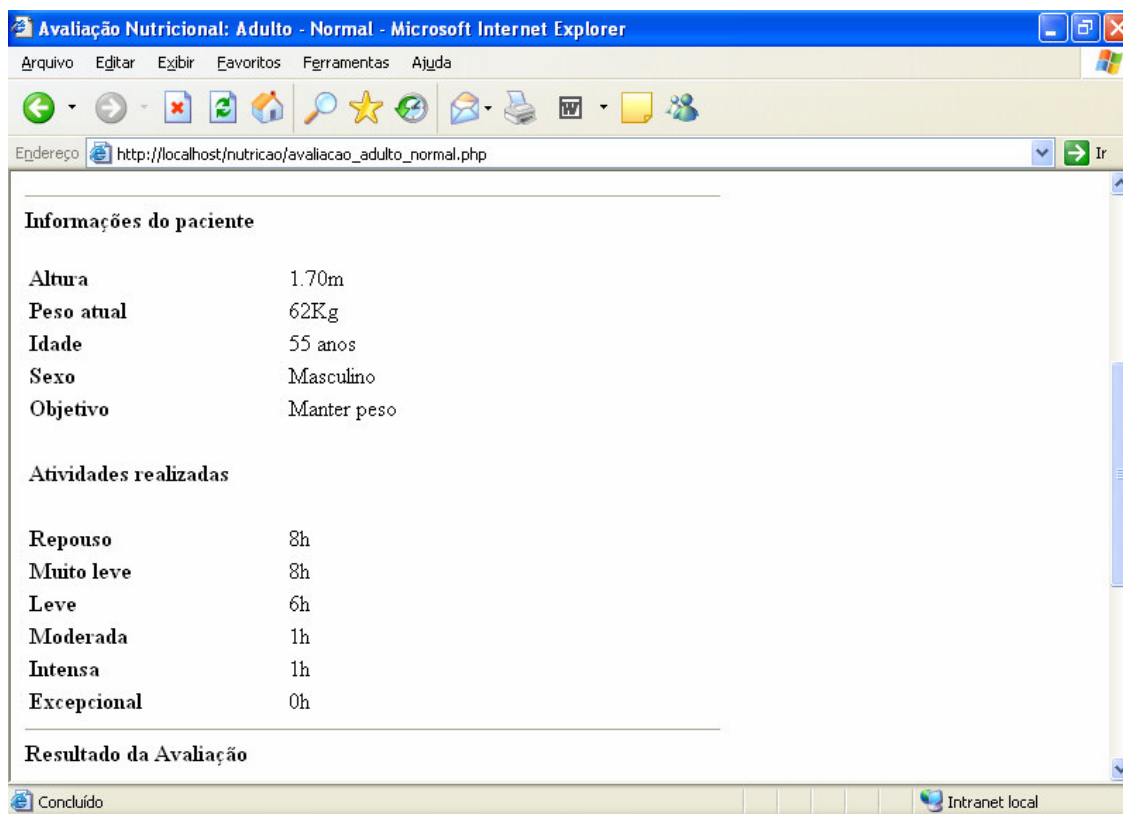 Avaliação Nutricional: Adulto - Normal - Microsoft Internet Explorer
Arquivo Editar Exibir Favoritos Ferramentas Ajuda
Endereço http://localhost/nutricao/avaliacao_adulto_normal.php Ir
Informações do paciente
Altura 1.70m
Peso atual 62Kg
Idade 55 anos
Sexo Masculino
Objetivo Manter peso
Atividades realizadas
Repouso 8h
Muito leve 8h
Leve 6h
Moderada 1h
Intensa 1h
Excepcional 0h
Resultado da Avaliação
Concluído Intranet local